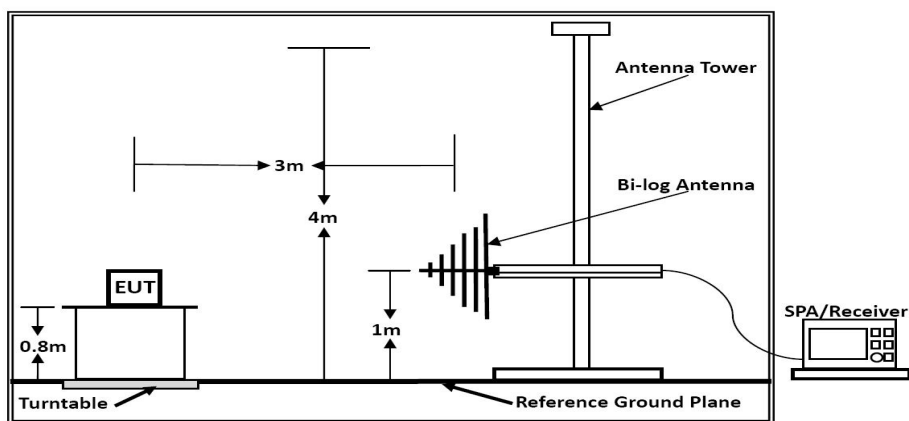 Antenna Tower
3m
Bi-log Antenna
4m
EUT
SPA/Receiver
1m
0.8m
Turntable
Reference Ground Plane